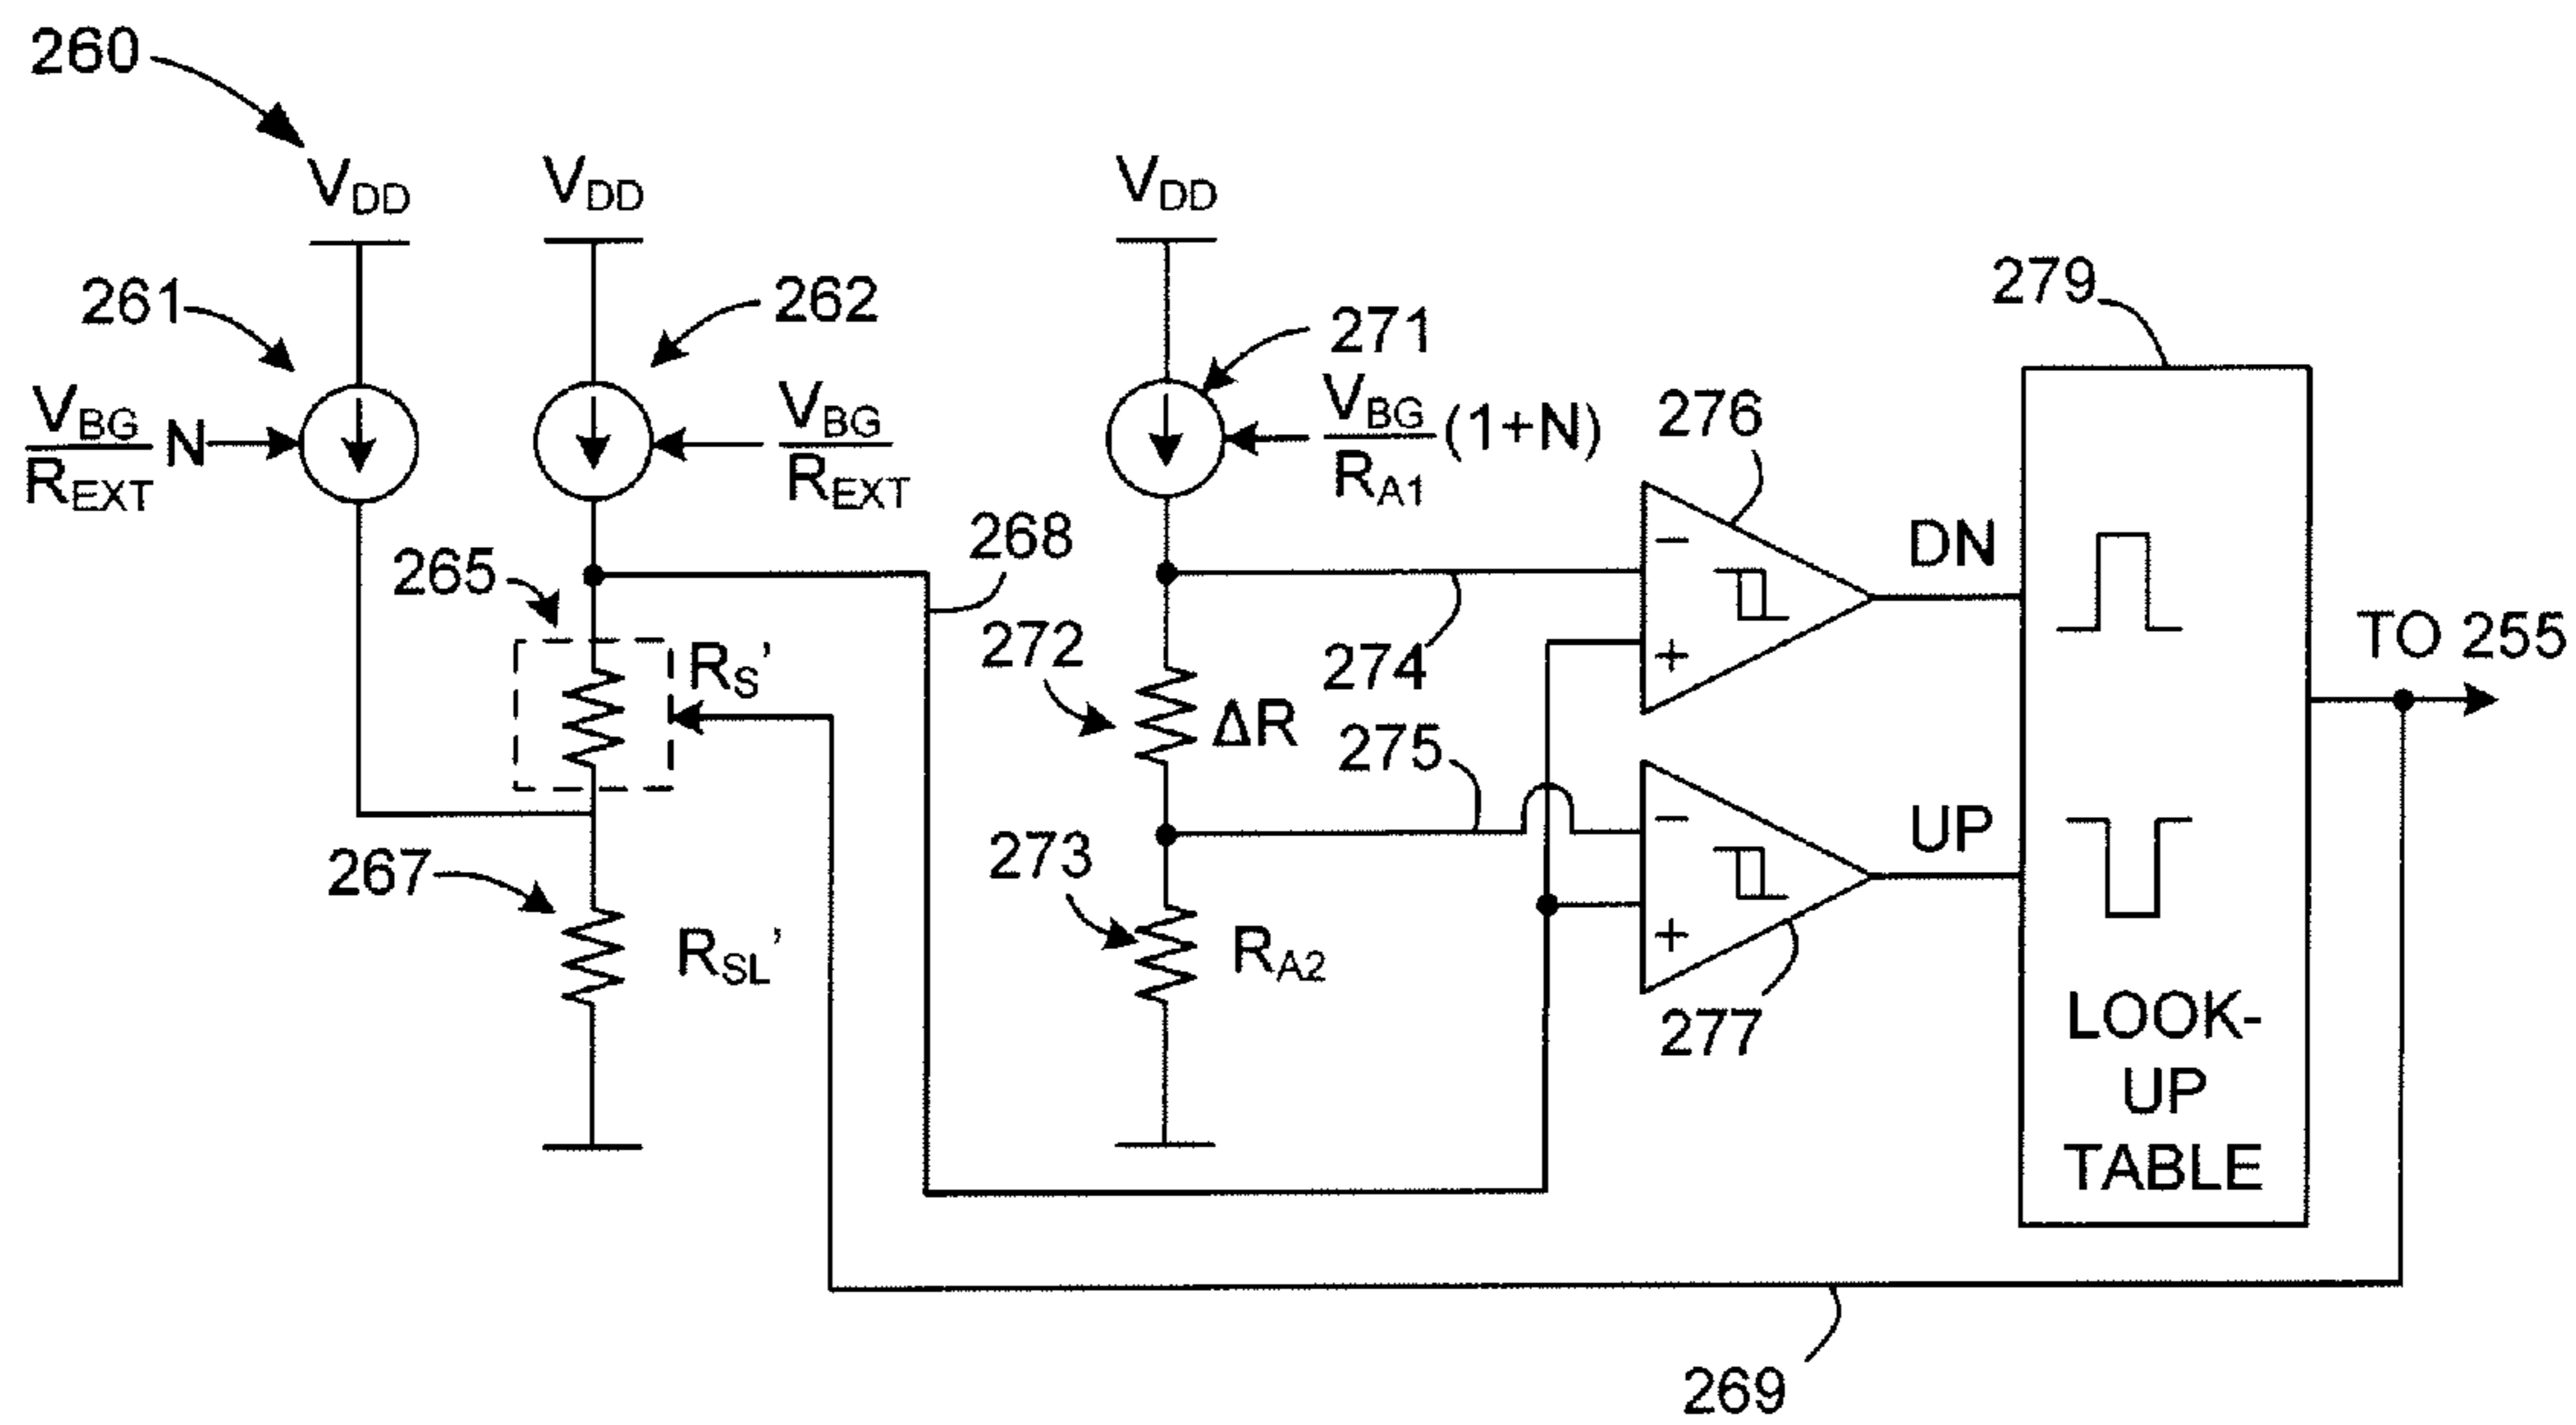 260
VDD
VDD
VDD
261
262
271
279
VBG
REXT
N
VBG
REXT
VBG
RA1
(1+N)
276
268
DN
265
RS'
272
ΔR
274
TO 255
275
UP
267
273
RSL'
RA2
277
LOOK-
UP
TABLE
269
−
+
−
+